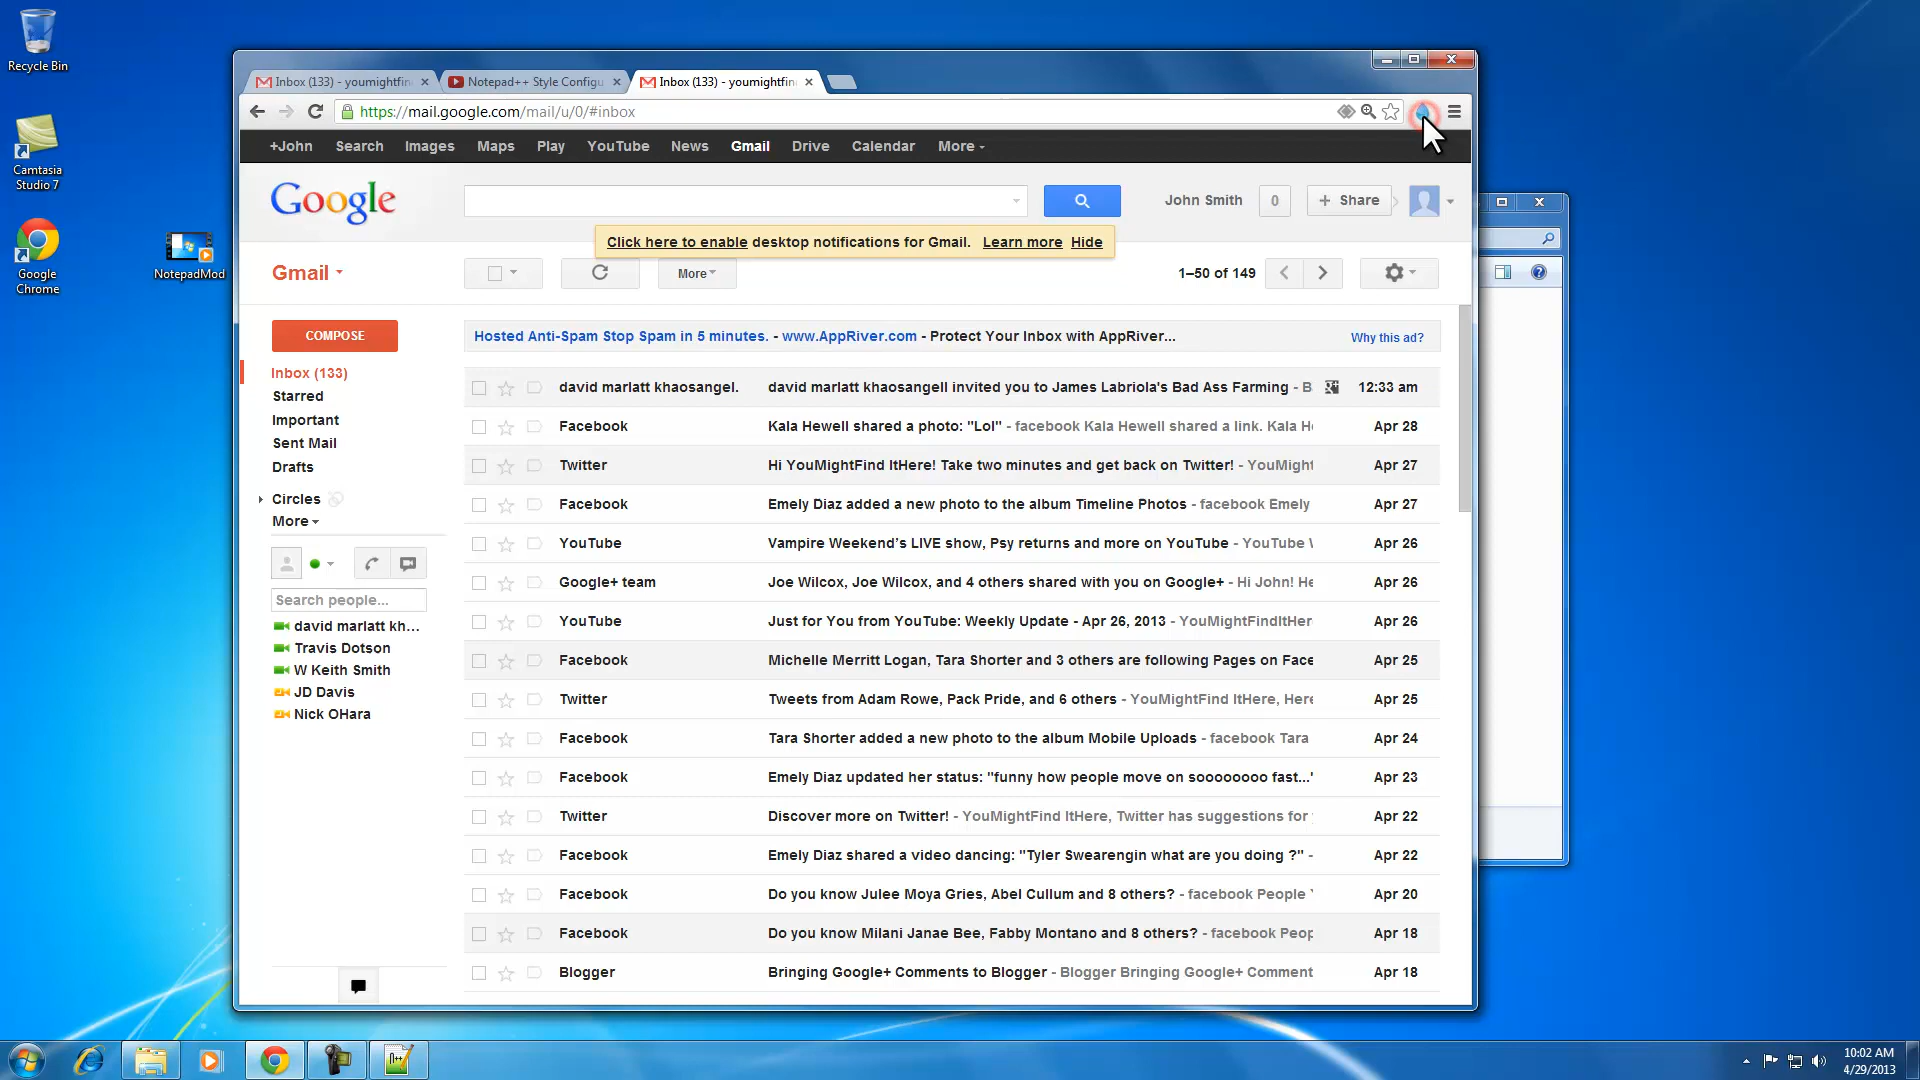 Recycle Bin
Camtasia
Studio 7
Google
Chrome
NotepadMod
Inbox (133) - youmightfin
Notepad++ Style Configu
Inbox (133) - youmightfin
https://mail.google.com/mail/u/0/#inbox
+John Search Images Maps Play YouTube News Gmail Drive Calendar More
Google
John Smith 0 + Share
Click here to enable desktop notifications for Gmail. Learn more Hide
Gmail
More
1–50 of 149
COMPOSE
Inbox (133)
Starred
Important
Sent Mail
Drafts
Circles
More
Search people...
david marlatt kh...
Travis Dotson
W Keith Smith
JD Davis
Nick OHara
Hosted Anti-Spam Stop Spam in 5 minutes. - www.AppRiver.com - Protect Your Inbox with AppRiver... Why this ad?
david marlatt khaosangel. david marlatt khaosangell invited you to James Labriola's Bad Ass Farming - B 12:33 am
Facebook Kala Hewell shared a photo: "Lol" - facebook Kala Hewell shared a link. Kala H Apr 28
Twitter Hi YouMightFind ItHere! Take two minutes and get back on Twitter! - YouMight Apr 27
Facebook Emely Diaz added a new photo to the album Timeline Photos - facebook Emely Apr 27
YouTube Vampire Weekend's LIVE show, Psy returns and more on YouTube - YouTube Apr 26
Google+ team Joe Wilcox, Joe Wilcox, and 4 others shared with you on Google+ - Hi John! He Apr 26
YouTube Just for You from YouTube: Weekly Update - Apr 26, 2013 - YouMightFindItHer Apr 26
Facebook Michelle Merritt Logan, Tara Shorter and 3 others are following Pages on Face Apr 25
Twitter Tweets from Adam Rowe, Pack Pride, and 6 others - YouMightFind ItHere, Here Apr 25
Facebook Tara Shorter added a new photo to the album Mobile Uploads - facebook Tara Apr 24
Facebook Emely Diaz updated her status: "funny how people move on soooooooo fast..." Apr 23
Twitter Discover more on Twitter! - YouMightFind ItHere, Twitter has suggestions for Apr 22
Facebook Emely Diaz shared a video dancing: "Tyler Swearengin what are you doing ?" - Apr 22
Facebook Do you know Julee Moya Gries, Abel Cullum and 8 others? - facebook People Apr 20
Facebook Do you know Milani Janae Bee, Fabby Montano and 8 others? - facebook Peop Apr 18
Blogger Bringing Google+ Comments to Blogger - Blogger Bringing Google+ Comment Apr 18
10:02 AM
4/29/2013